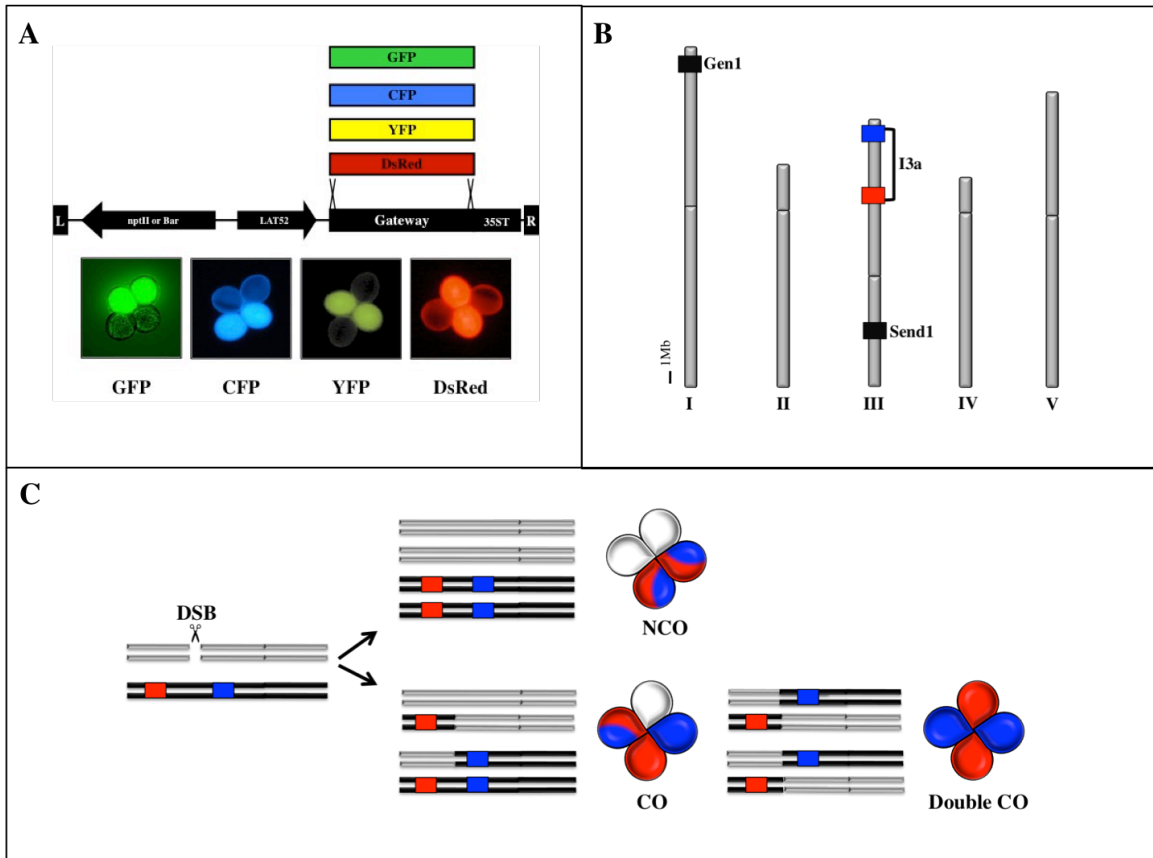 A
GFP
CFP
YFP
DsRed
L
nptII or Bar
LAT52
Gateway
35ST
R
GFP
CFP
YFP
DsRed
B
Gen1
I3a
Send1
1Mb
I
II
III
IV
V
C
DSB
NCO
CO
Double CO